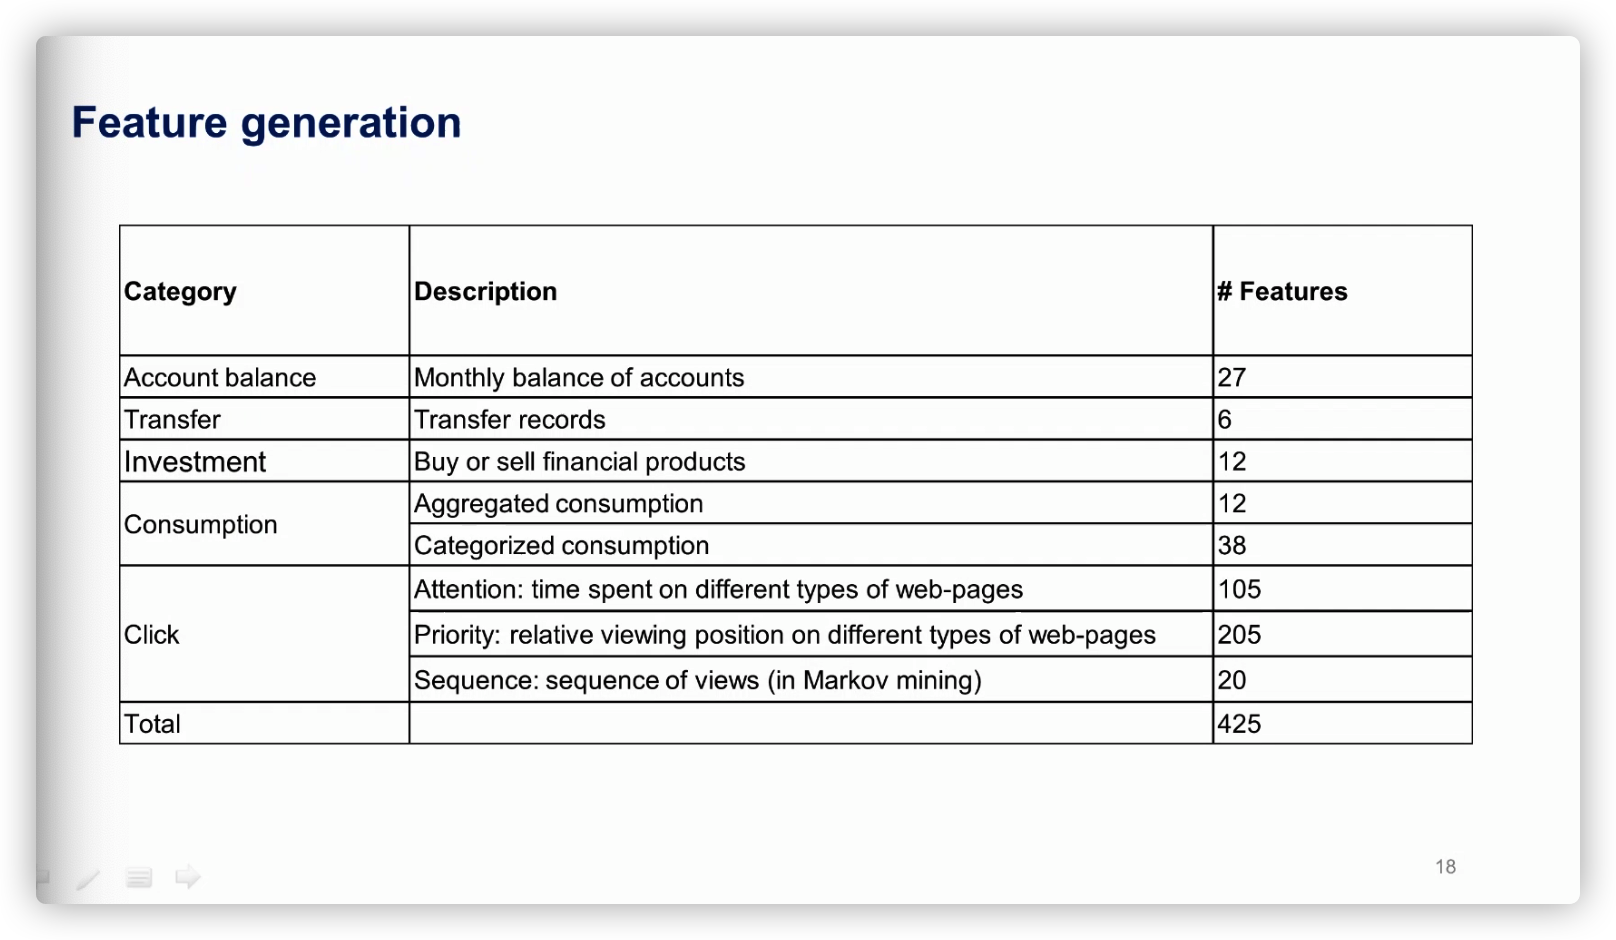 Feature generation
Category Description # Features
Account balance Monthly balance of accounts 27
Transfer Transfer records 6
Investment Buy or sell financial products 12
Consumption Aggregated consumption 12
Categorized consumption 38
Click Attention: time spent on different types of web-pages 105
Priority: relative viewing position on different types of web-pages 205
Sequence: sequence of views (in Markov mining) 20
Total 425
18